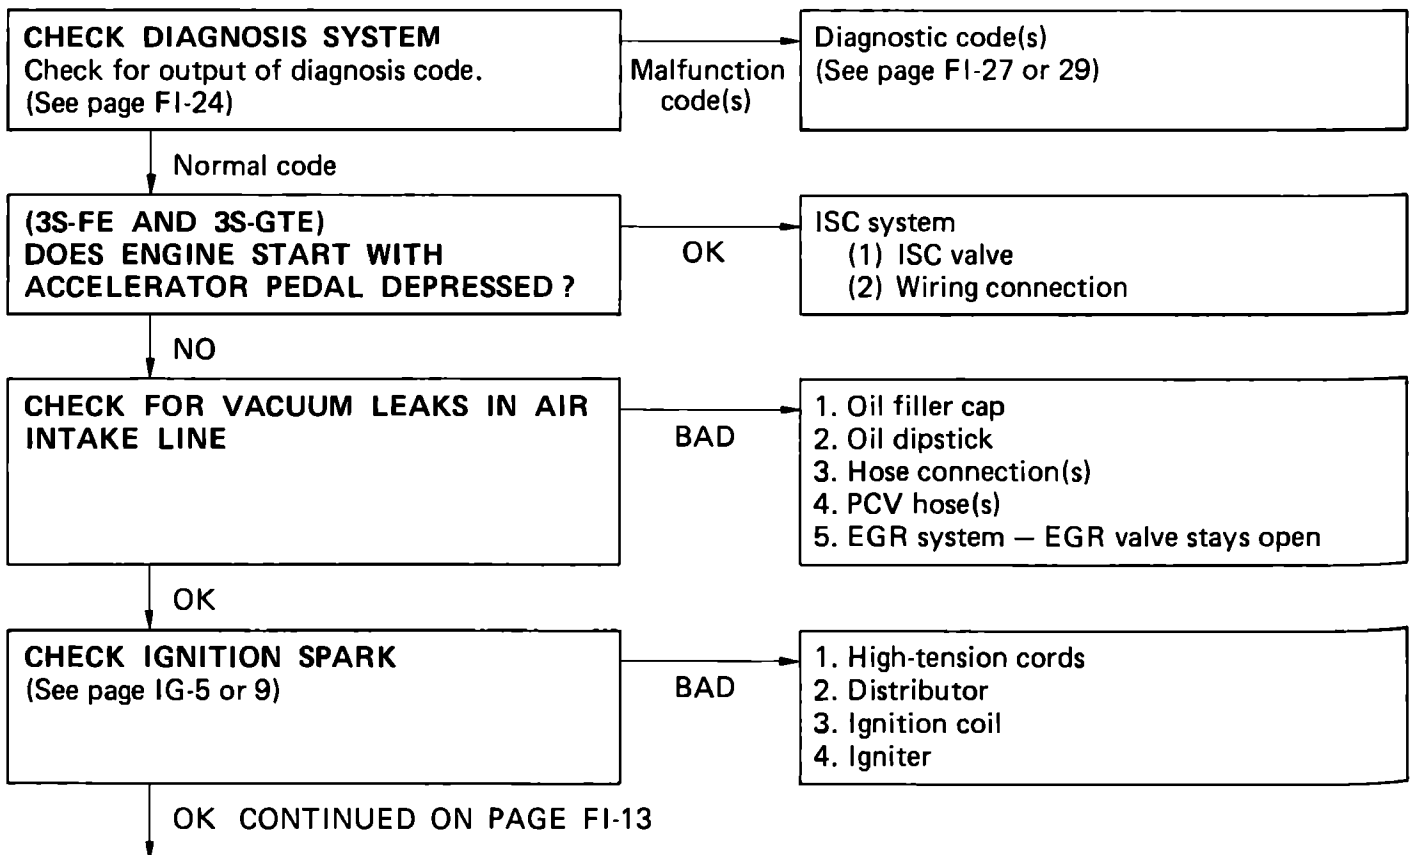 CHECK DIAGNOSIS SYSTEM
Check for output of diagnosis code.
(See page FI-24)
Malfunction
code(s)
Diagnostic code(s)
(See page FI-27 or 29)
Normal code
(3S-FE AND 3S-GTE)
DOES ENGINE START WITH
ACCELERATOR PEDAL DEPRESSED?
OK
ISC system
(1) ISC valve
(2) Wiring connection
NO
CHECK FOR VACUUM LEAKS IN AIR
INTAKE LINE
BAD
1. Oil filler cap
2. Oil dipstick
3. Hose connection(s)
4. PCV hose(s)
5. EGR system — EGR valve stays open
OK
CHECK IGNITION SPARK
(See page IG-5 or 9)
BAD
1. High-tension cords
2. Distributor
3. Ignition coil
4. Igniter
OK CONTINUED ON PAGE FI-13